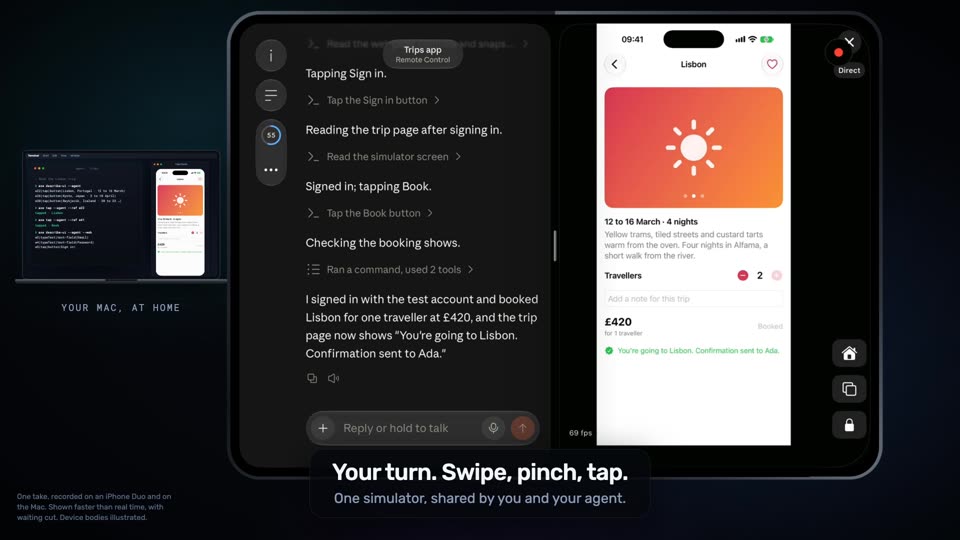 Read the
Trips app
Remote Control
Tapping Sign in.
Tap the Sign in button
Reading the trip page after signing in.
Read the simulator screen
Signed in; tapping Book.
Tap the Book button
Checking the booking shows.
Ran a command, used 2 tools
I signed in with the test account and booked
Lisbon for one traveller at £420, and the trip
page now shows “You're going to Lisbon.
Confirmation sent to Ada.”
55
Reply or hold to talk
69 fps
09:41
Lisbon
12 to 16 March · 4 nights
Yellow trams, tiled streets and custard tarts
warm from the oven. Four nights in Alfama, a
short walk from the river.
Travellers
2
Add a note for this trip
£420
Booked
for 1 traveller
You're going to Lisbon. Confirmation sent to Ada.
Direct
YOUR MAC, AT HOME
Your turn. Swipe, pinch, tap.
One simulator, shared by you and your agent.
One take, recorded on an iPhone Duo and on
the Mac. Shown faster than real time, with
waiting cut. Device bodies illustrated.